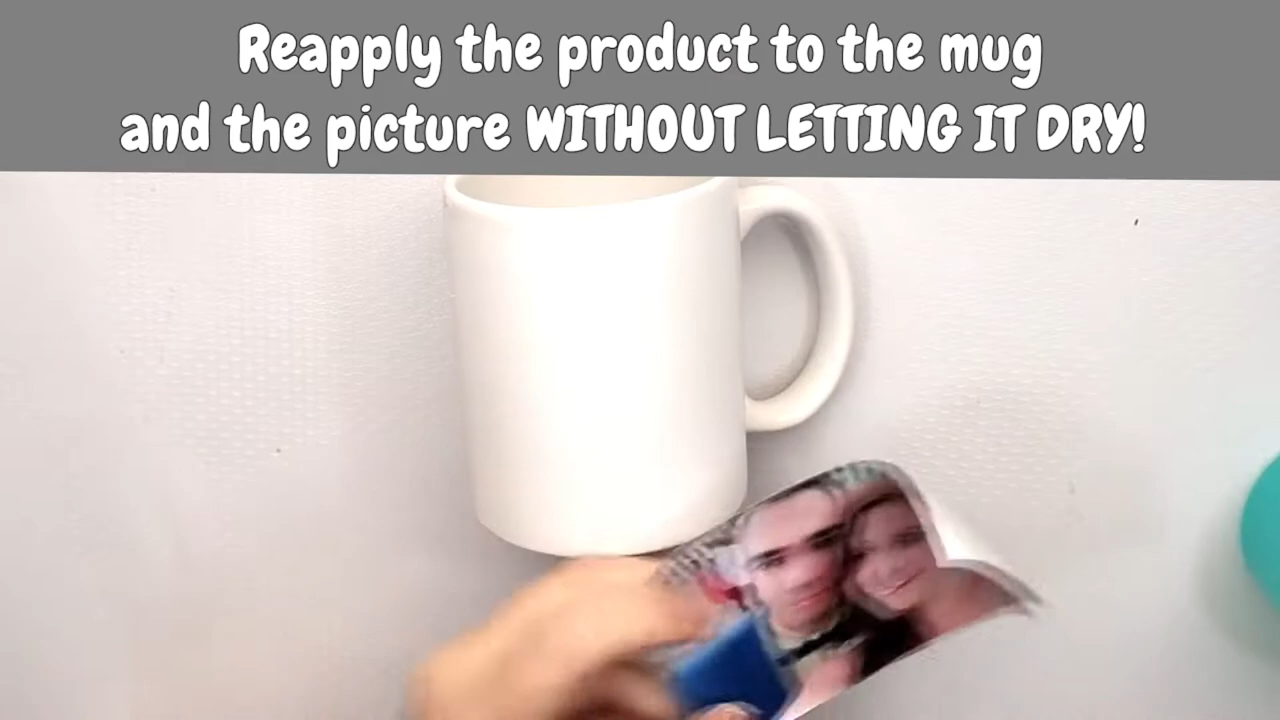 Reapply the product to the mug
and the picture WITHOUT LETTING IT DRY!